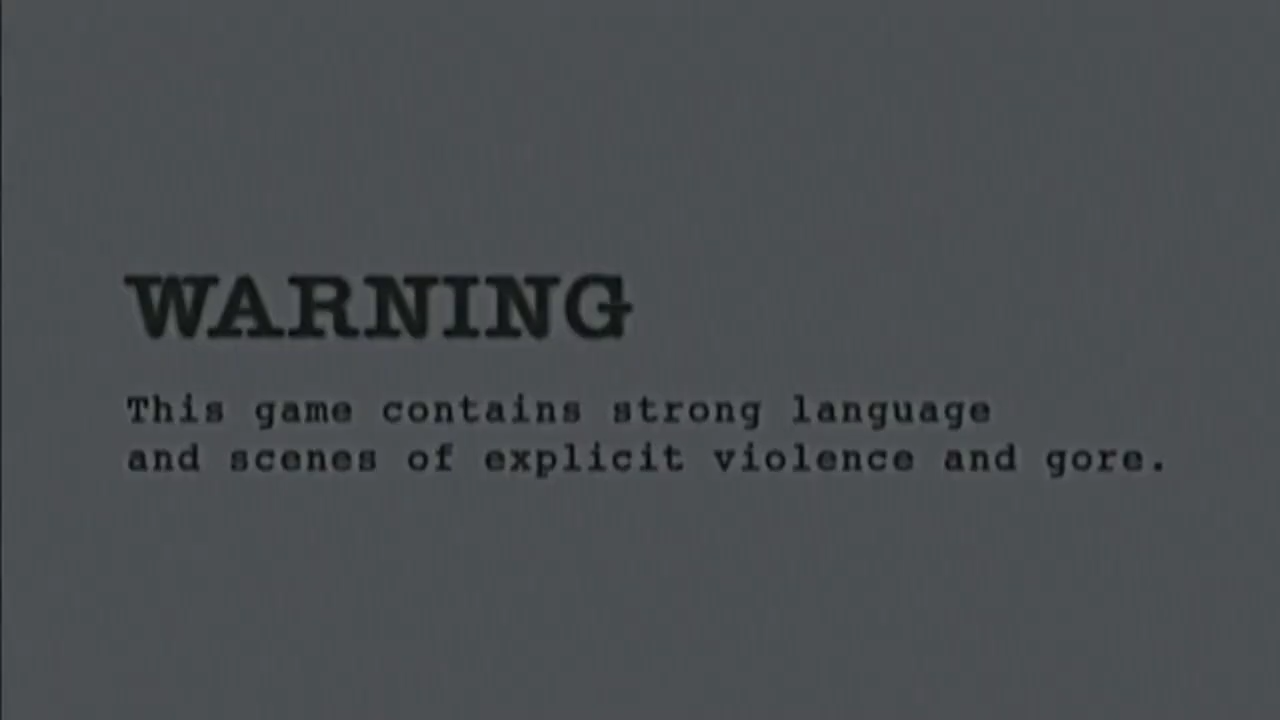 WARNING
This game contains strong language
and scenes of explicit violence and gore.